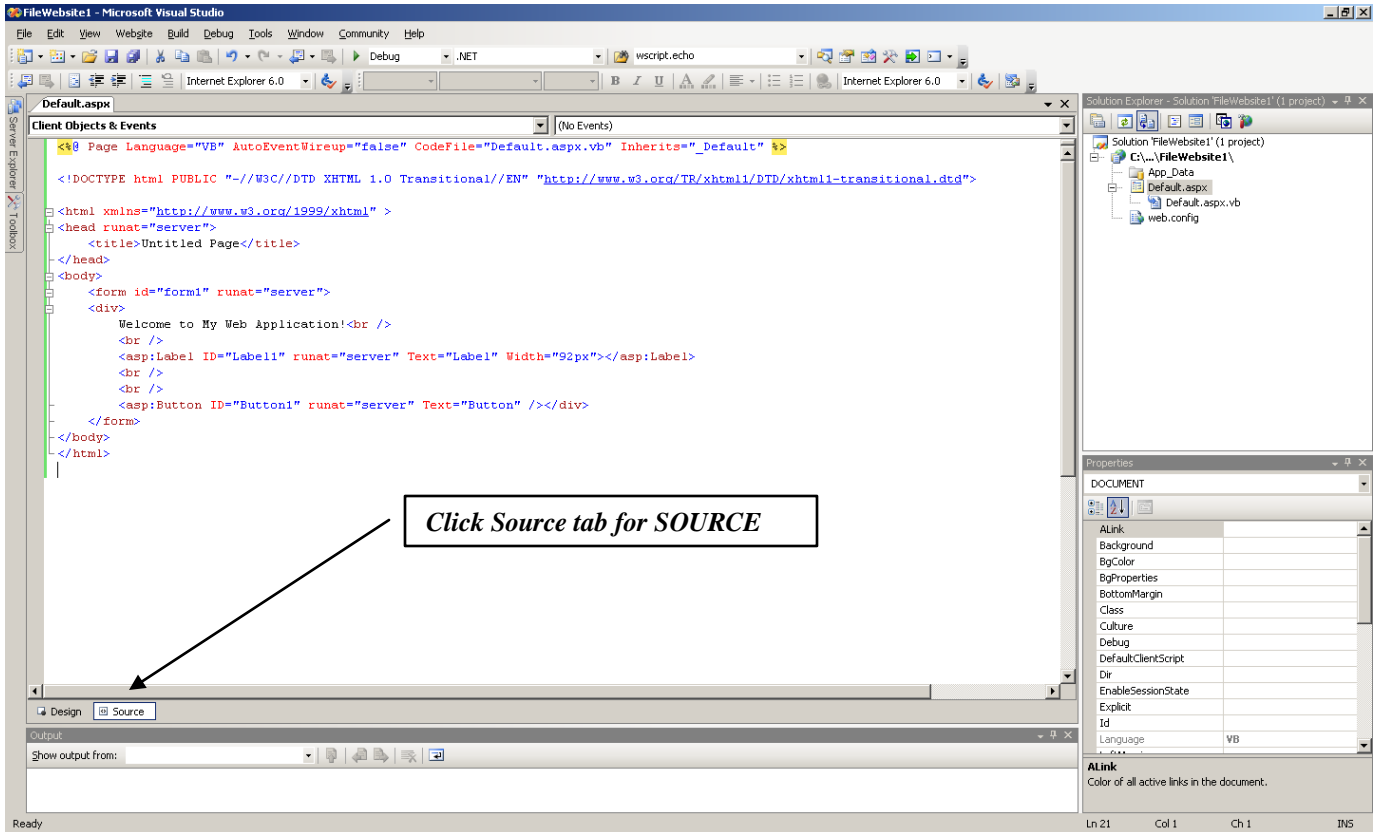 FileWebsite1 - Microsoft Visual Studio
File Edit View Website Build Debug Tools Window Community Help
Debug .NET wscript.echo
Internet Explorer 6.0 B I U A Internet Explorer 6.0
Server Explorer
Toolbox
Default.aspx
Client Objects & Events (No Events)
<%@ Page Language="VB" AutoEventWireup="false" CodeFile="Default.aspx.vb" Inherits="_Default" %>
<!DOCTYPE html PUBLIC "-//W3C//DTD XHTML 1.0 Transitional//EN" "http://www.w3.org/TR/xhtml1/DTD/xhtml1-transitional.dtd">
<html xmlns="http://www.w3.org/1999/xhtml" >
<head runat="server">
<title>Untitled Page</title>
</head>
<body>
<form id="form1" runat="server">
<div>
Welcome to My Web Application!<br />
<br />
<asp:Label ID="Label1" runat="server" Text="Label" Width="92px"></asp:Label>
<br />
<br />
<asp:Button ID="Button1" runat="server" Text="Button" /></div>
</form>
</body>
</html>
Click Source tab for SOURCE
Design Source
Output
Show output from:
Solution Explorer - Solution 'FileWebsite1' (1 project)
Solution 'FileWebsite1' (1 project)
C:\...\FileWebsite1\
App_Data
Default.aspx
Default.aspx.vb
web.config
Properties
DOCUMENT
ALink
Background
BgColor
BgProperties
BottomMargin
Class
Culture
Debug
DefaultClientScript
Dir
EnableSessionState
Explicit
Id
Language VB
ALink
Color of all active links in the document.
Ready Ln 21 Col 1 Ch 1 INS